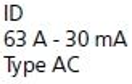 ID
63 A - 30 mA
Type AC